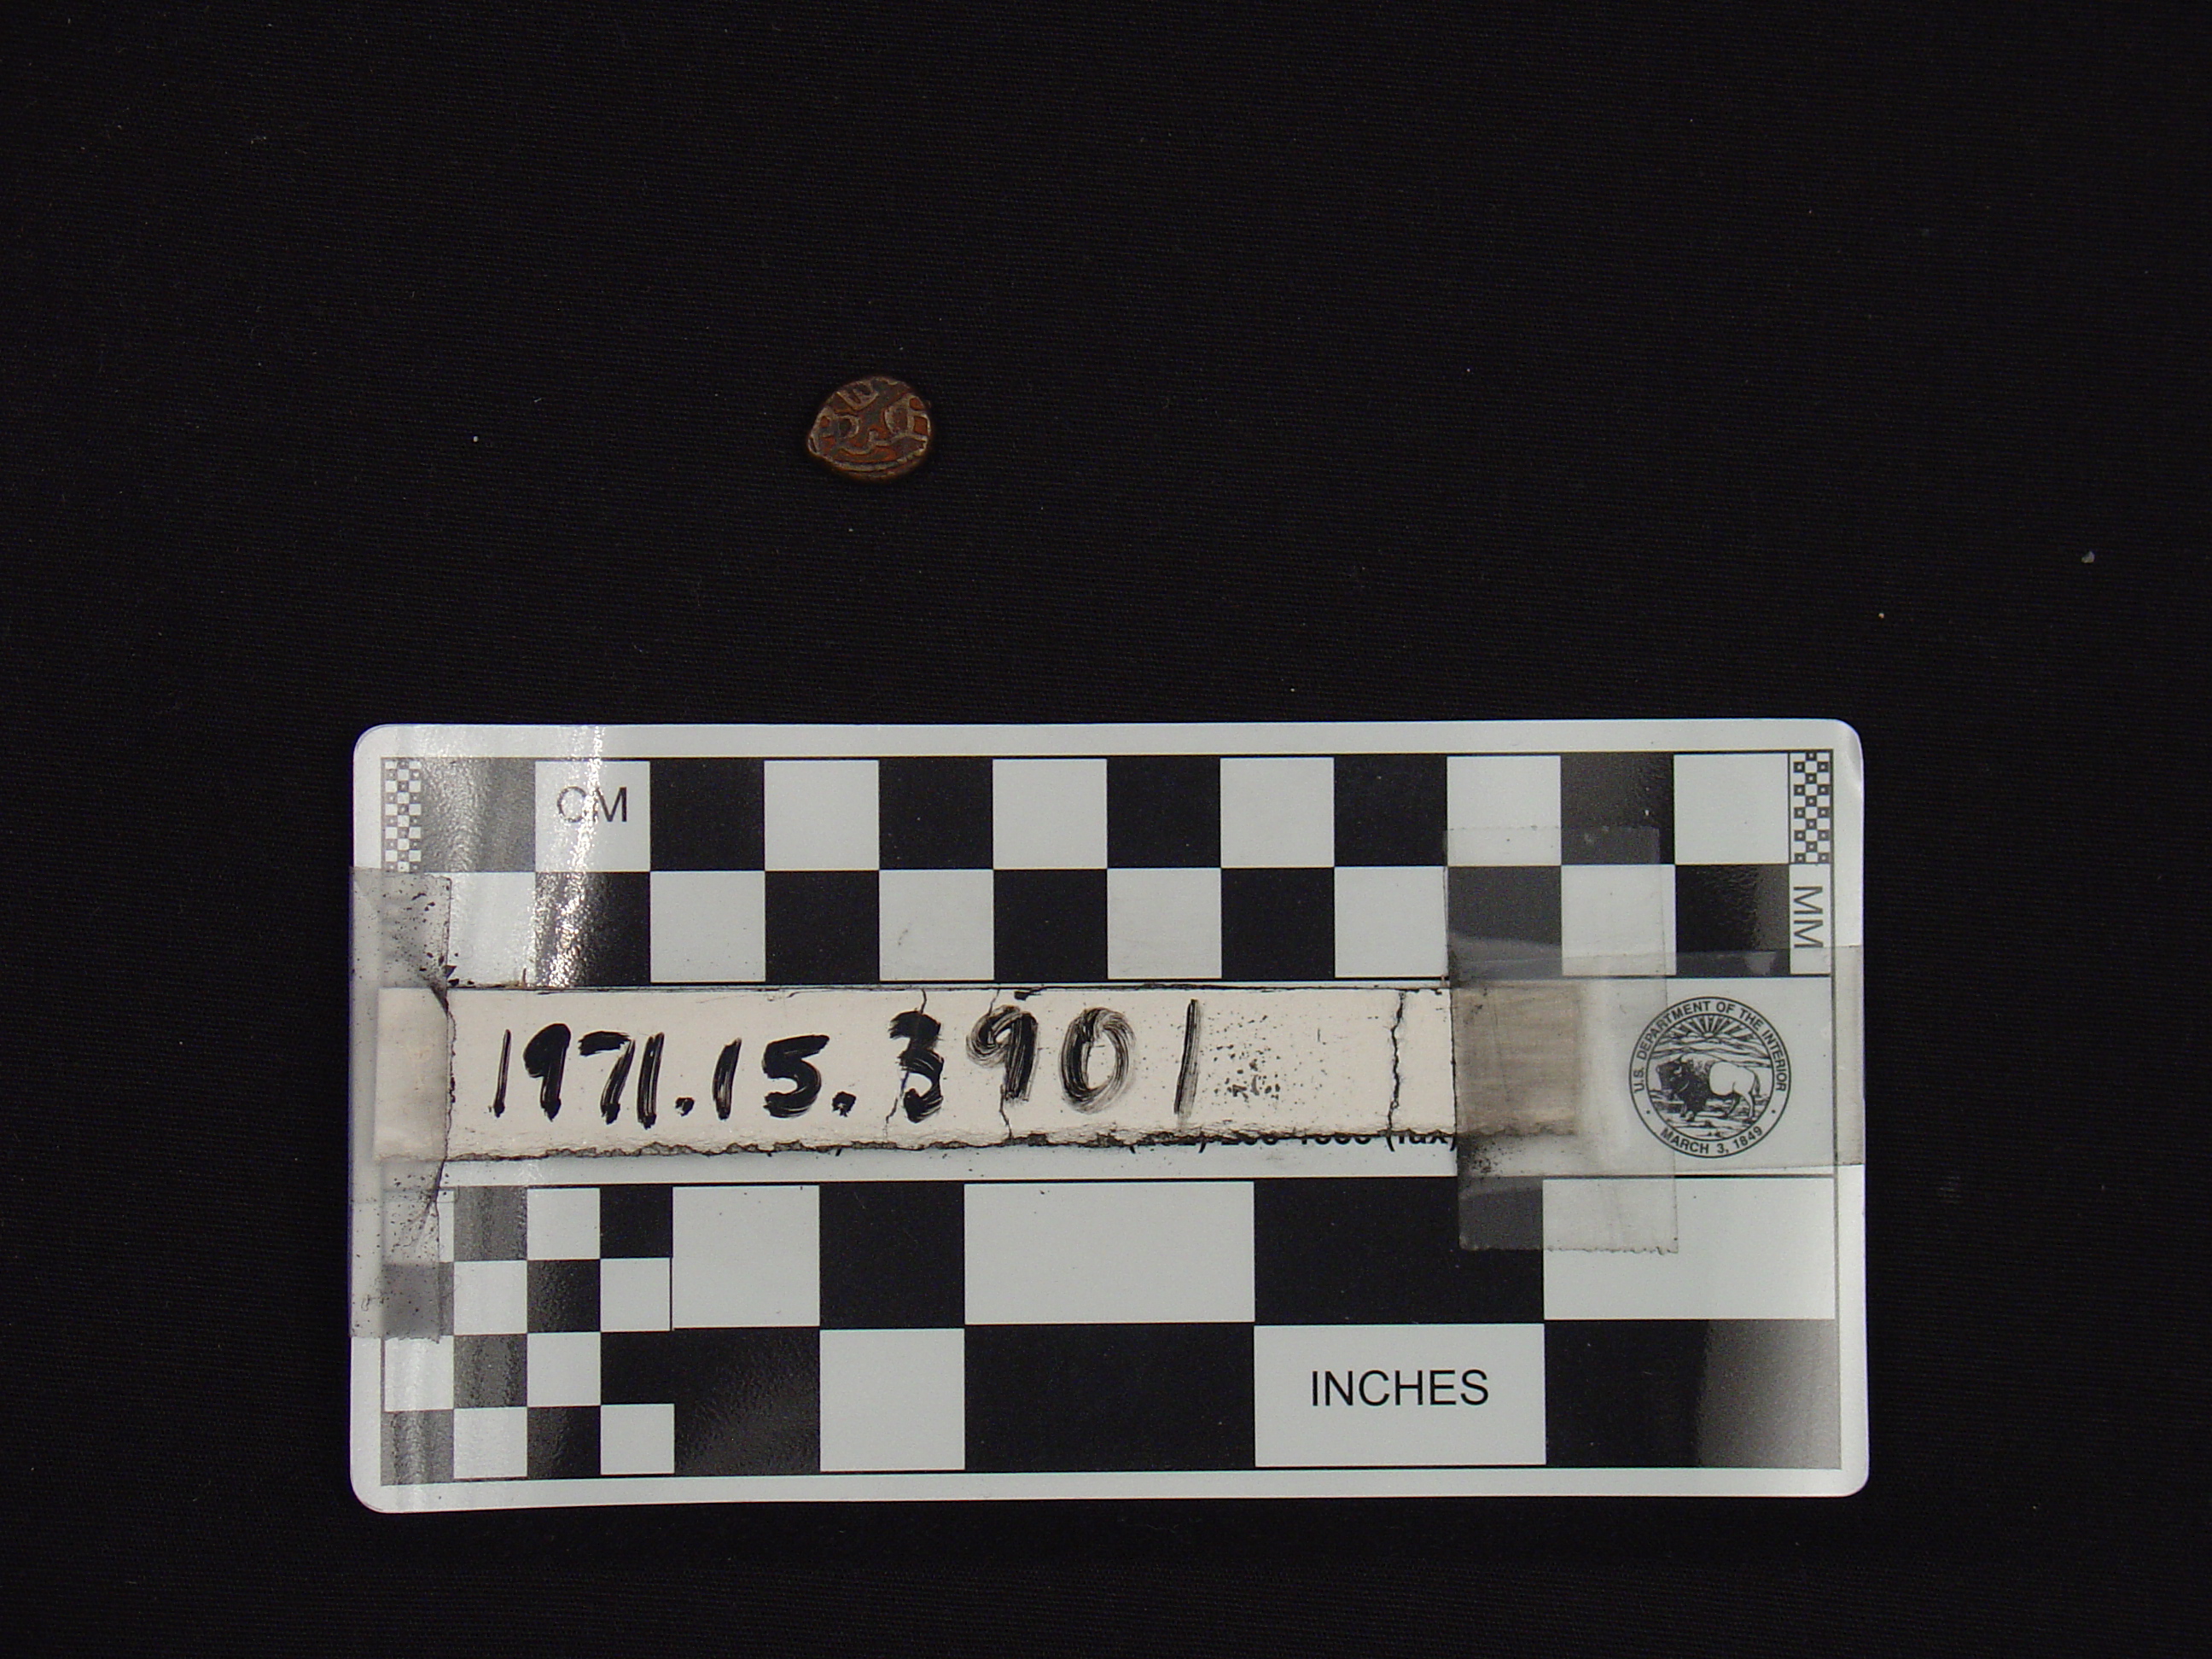 CM
MM
1971.15.3901
U.S. DEPARTMENT OF THE INTERIOR
MARCH 3, 1849
INCHES